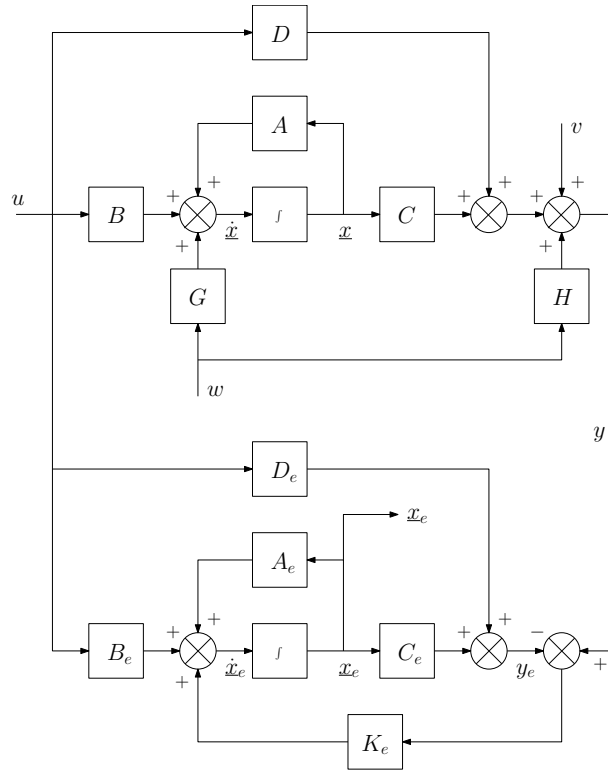 D
A
v
u
+ + + + + +
B ∫ C
ẋ x
+ +
G H
w
y
D_e
x_e
A_e
+ + + + −
B_e ∫ C_e
ẋ_e x_e y_e
+ +
K_e